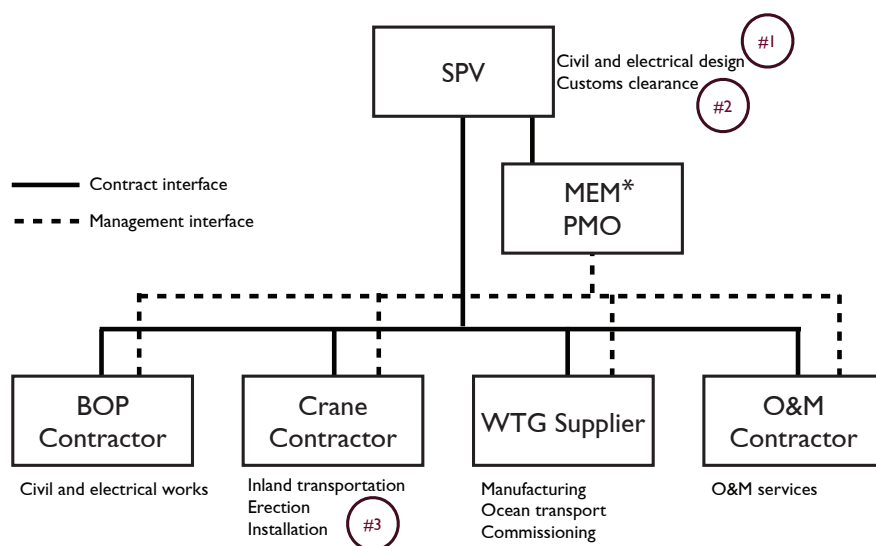 SPV
Civil and electrical design
#1
Customs clearance
#2
Contract interface
Management interface
MEM*
PMO
BOP
Contractor
Crane
Contractor
WTG Supplier
O&M
Contractor
Civil and electrical works
Inland transportation
Erection
Installation
#3
Manufacturing
Ocean transport
Commissioning
O&M services